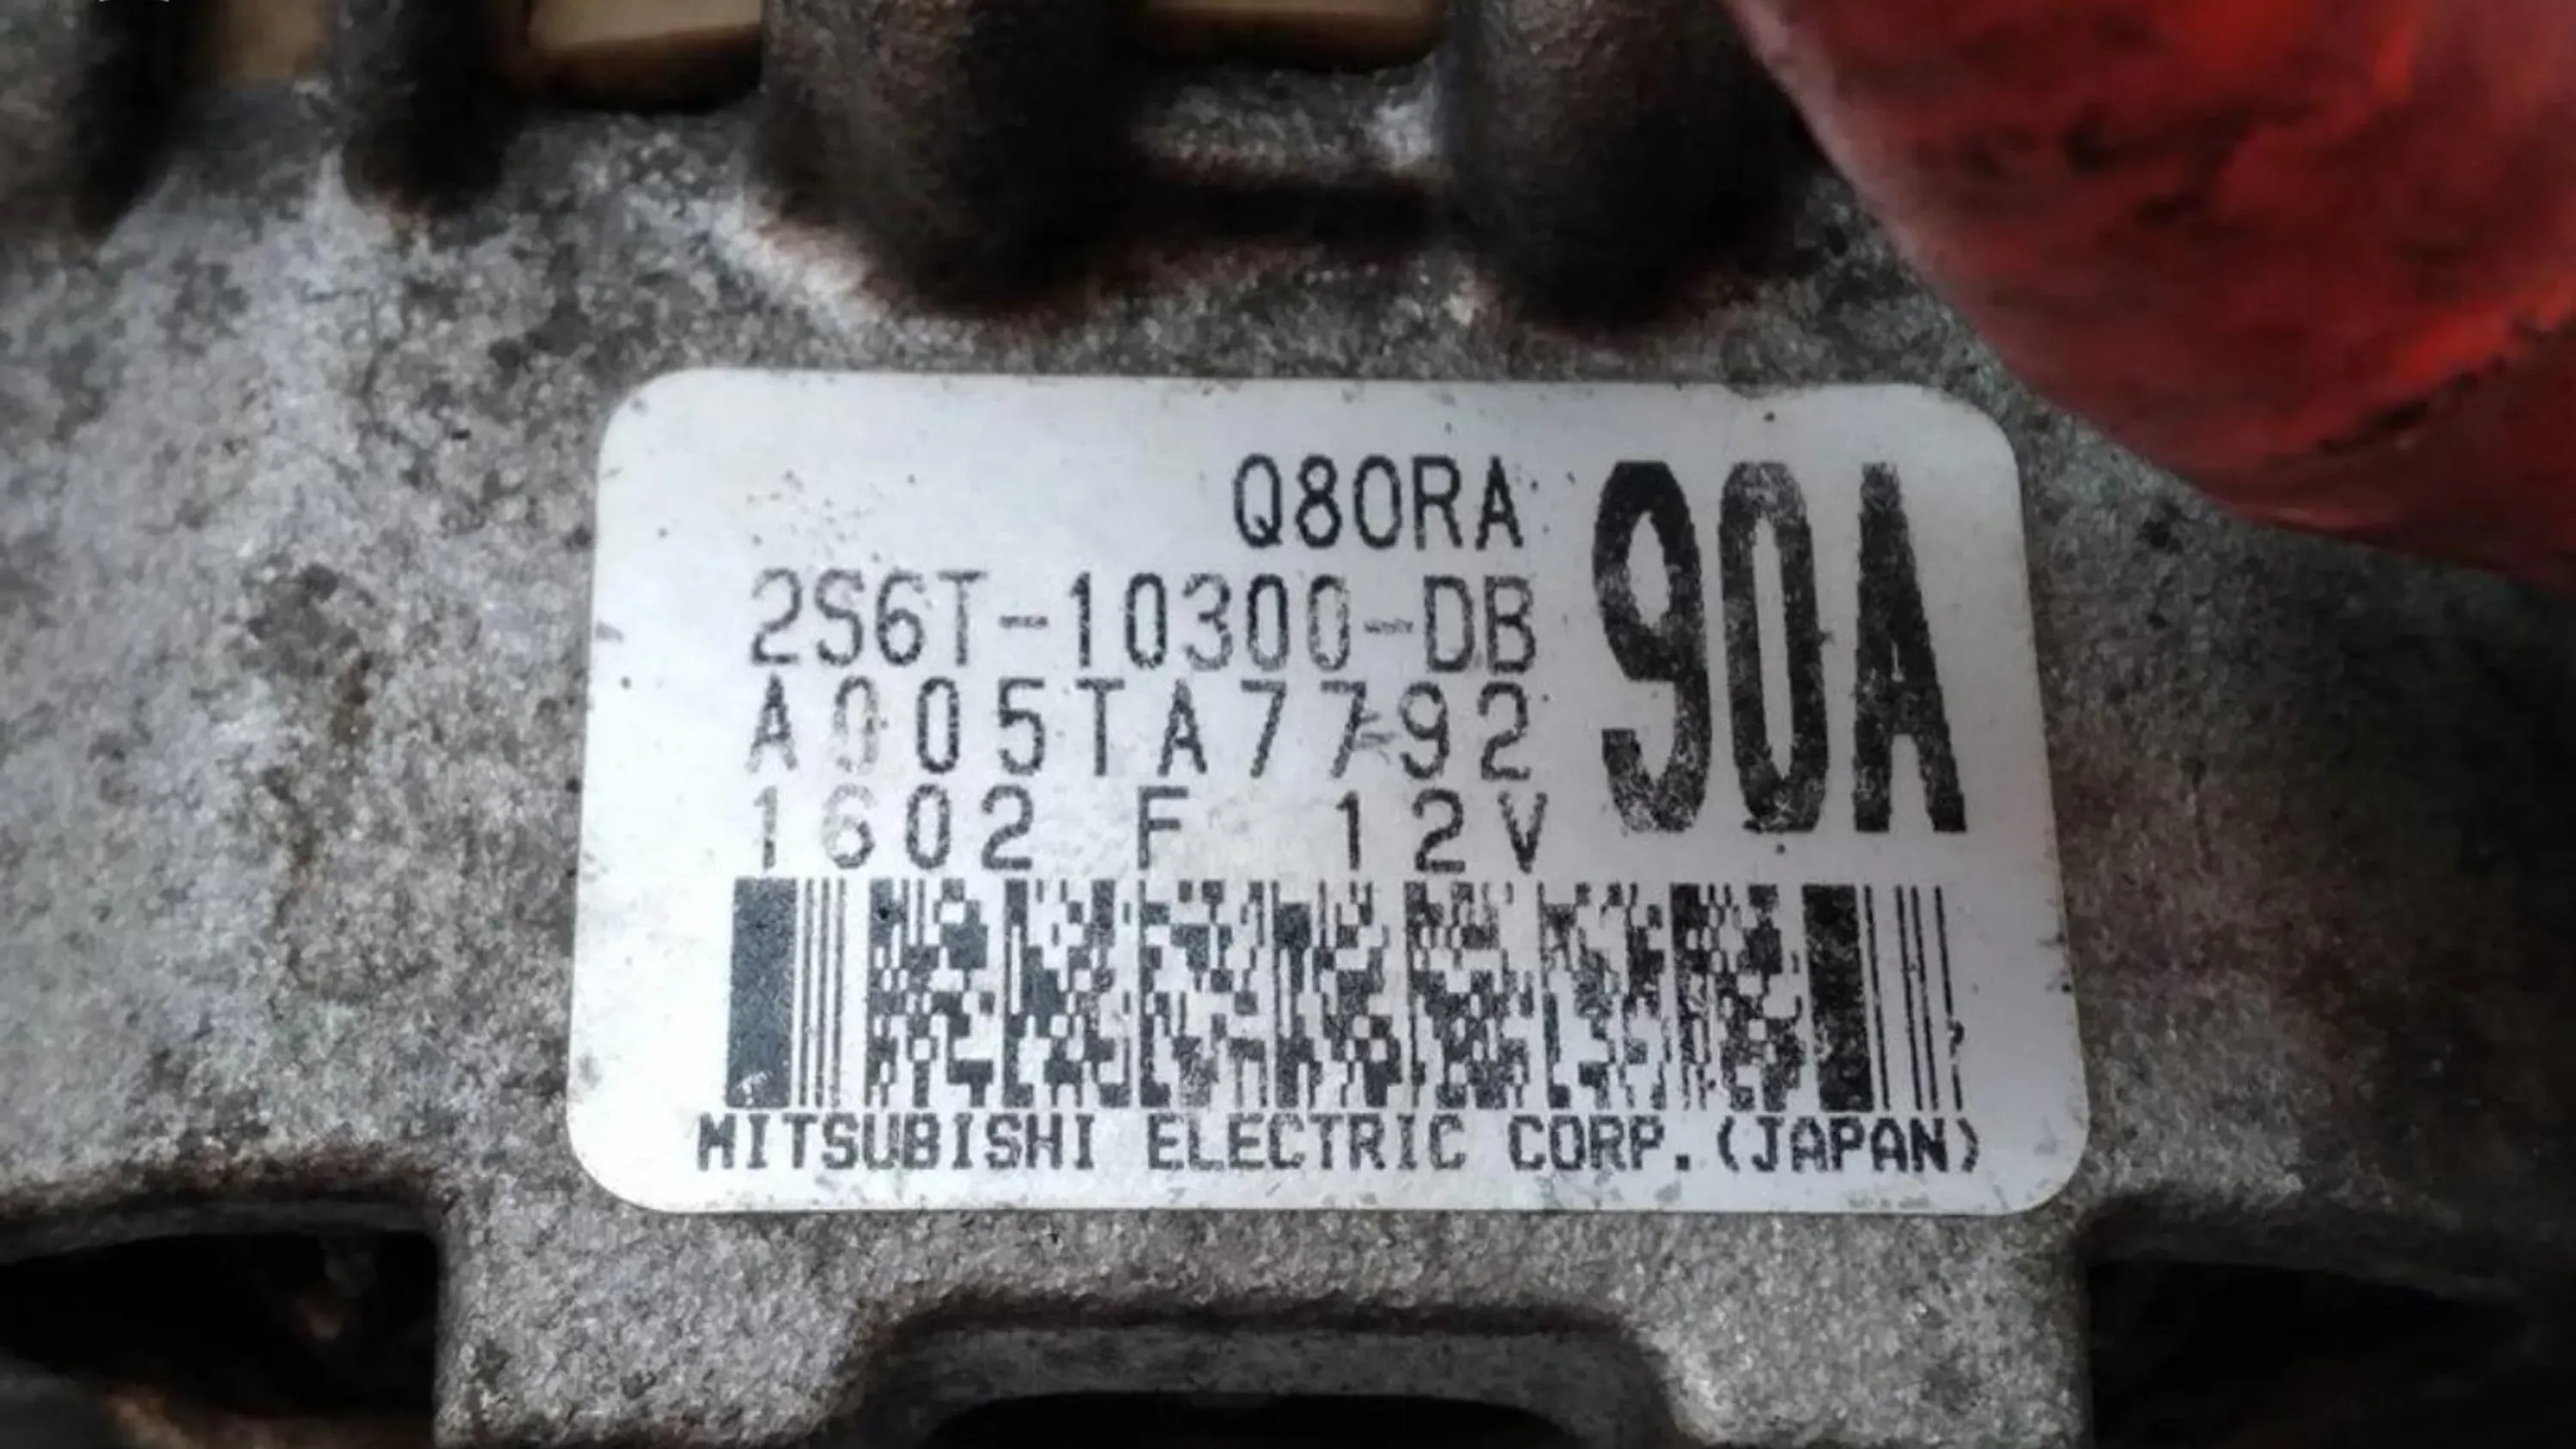 Q80RA
90A
2S6T-10300-DB
A005TA7792
1602 F 12V
MITSUBISHI ELECTRIC CORP.(JAPAN)